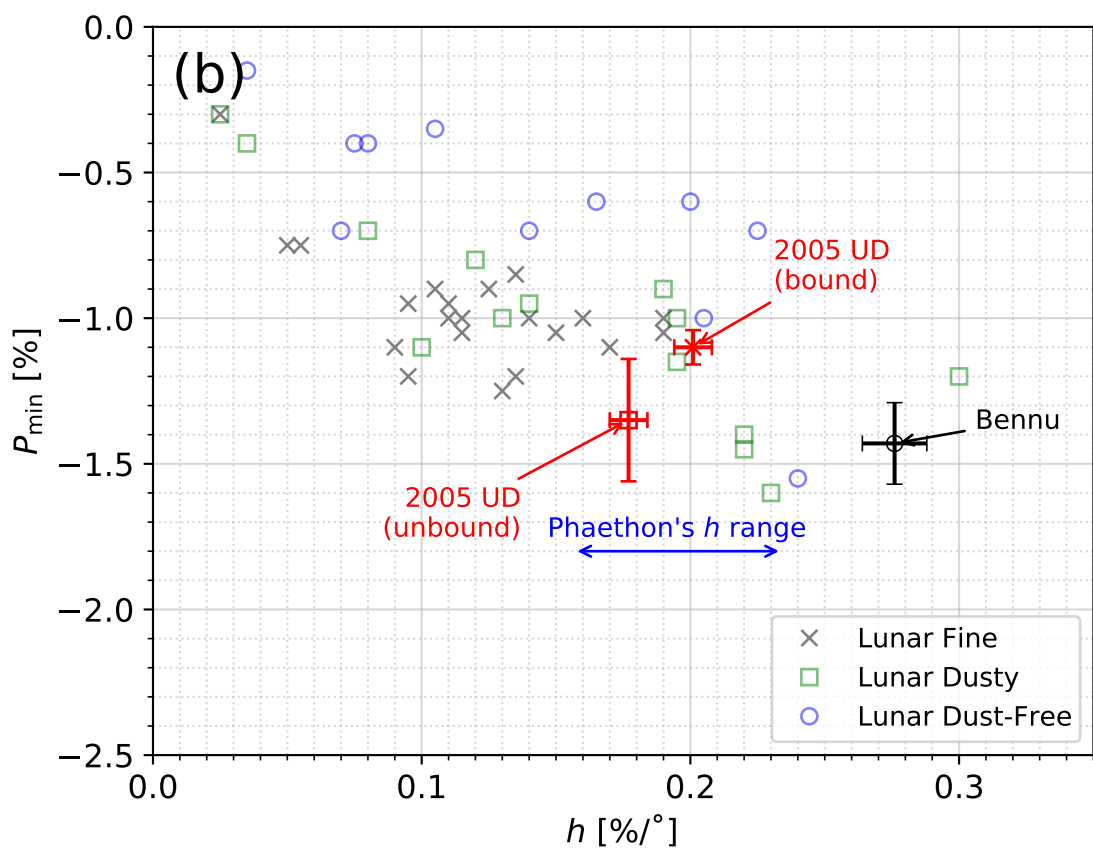 (b)
0.0
−0.5
−1.0
−1.5
−2.0
−2.5
P_min [%]
2005 UD
(bound)
Bennu
2005 UD
(unbound)
Phaethon's h range
Lunar Fine
Lunar Dusty
Lunar Dust-Free
0.0 0.1 0.2 0.3
h [%/°]